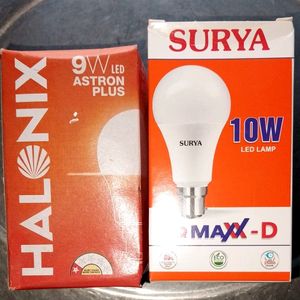 HALONIX
9W LED
ASTRON
PLUS
SURYA
SURYA
10W
LED LAMP
MAXX-D